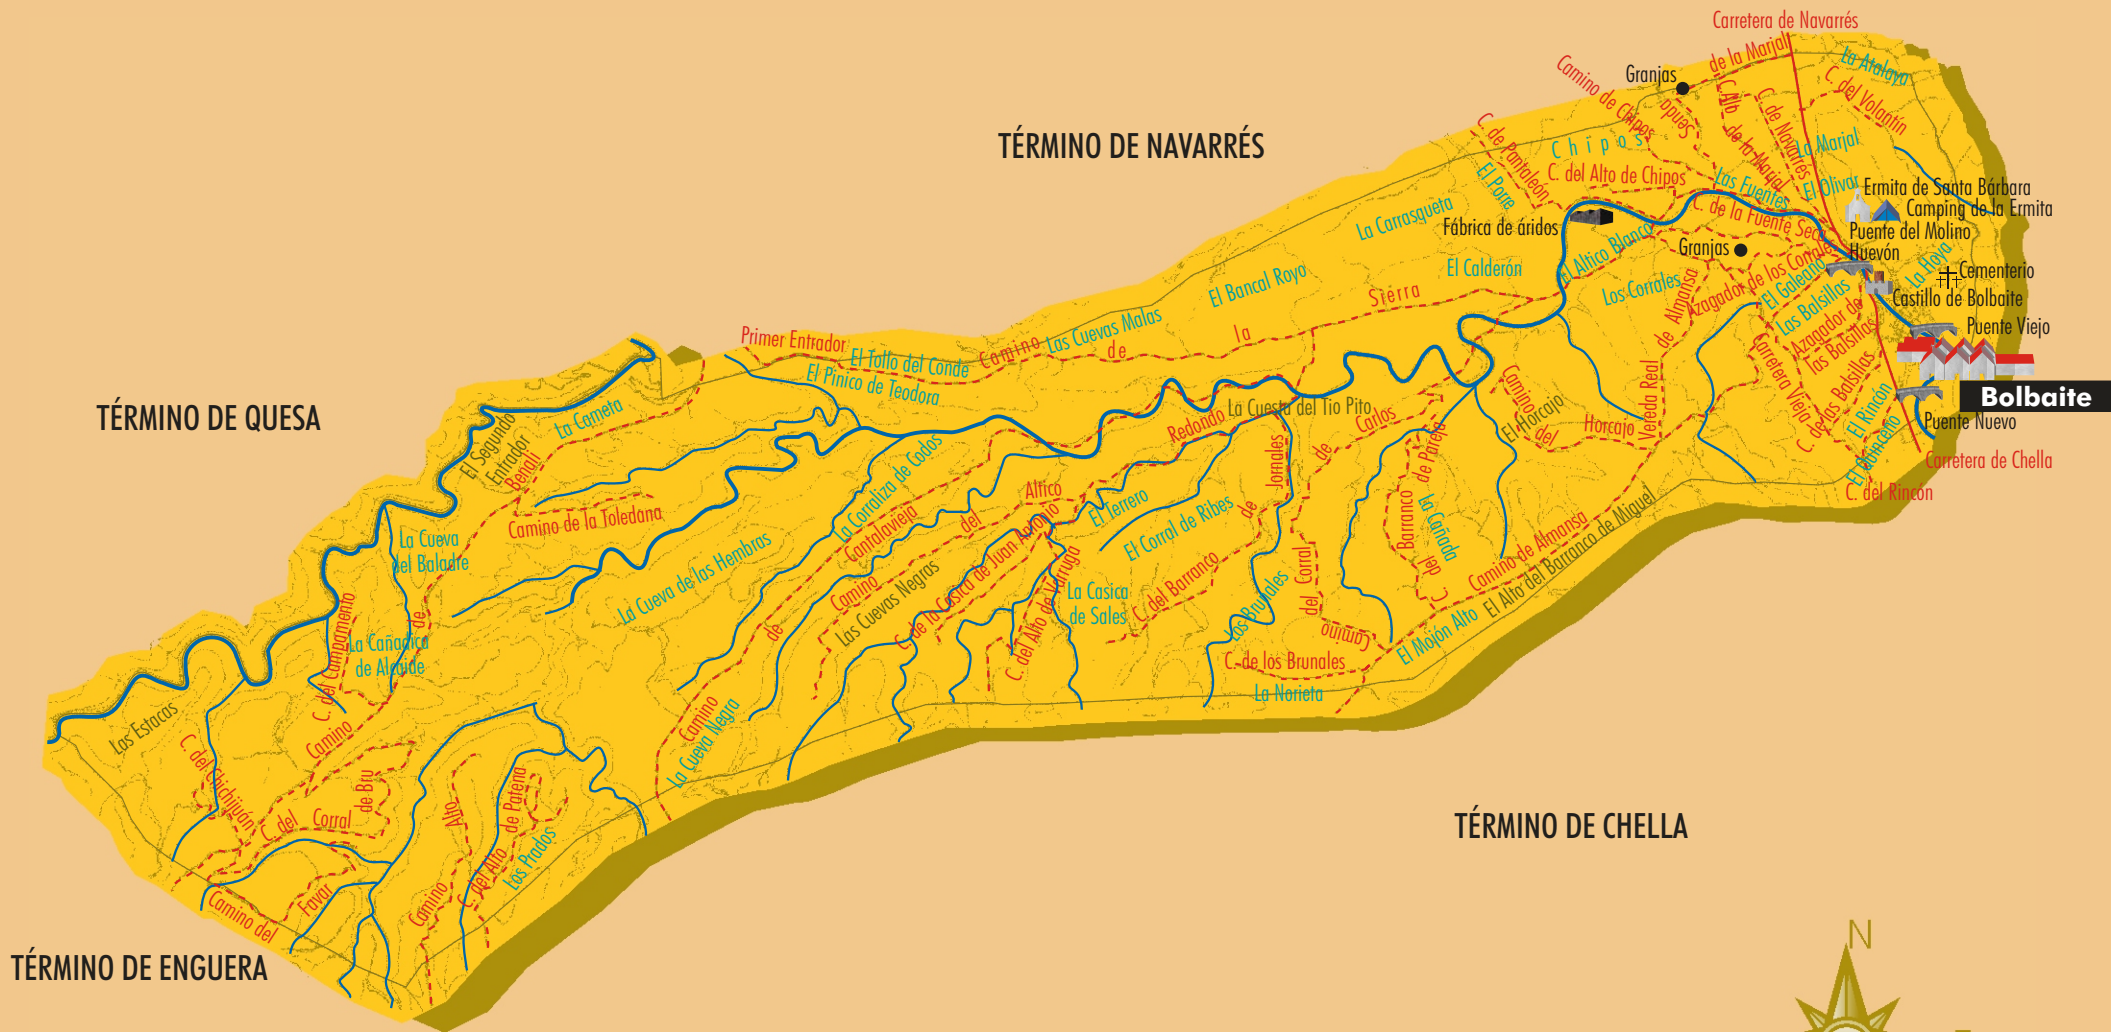 Carretera de Navarrés
de la Marjal
La Atalaya
Camino de Chipos
Granjas
Senda
C. Alto
de la Marjal
C. de Navarrés
C. del Volantín
La Marjal
TÉRMINO DE NAVARRÉS
C. de Pantaleón
Chipos
El Porre
C. del Alto de Chipos
Las Fuentes
El Olivar
Ermita de Santa Bárbara
Camping de la Ermita
La Carrasqueta
Fábrica de áridos
C. de la Fuente Seca
Puente del Molino
Huevón
Granjas
El Altico Blanco
La Hoya
Cementerio
El Calderón
El Bancal Royo
Los Corrales
Azagador de los Corrales
El Galeano
Las Balsillas
Castillo de Bolbaite
Azagador de
las Balsillas
Puente Viejo
Camino de la Sierra
Las Cuevas Malas
Primer Entrador
El Tollo del Conde
El Pinico de Teodora
Vereda Real de Almansa
Carretera Vieja
C. de las Balsillas
El Rincón
El Barranceño
Bolbaite
Puente Nuevo
Carretera de Chella
C. del Rincón
TÉRMINO DE QUESA
La Cameta
El Segundo
Entrador
Camino de Benali
Camino de la Toledana
La Cuesta del Tio Pito
Redondo
Camino del Corral de Carlos
Camino del Horcajo
El Horcajo
C. del Barranco de Pareja
La Cañada
Camino de Almansa
El Alto del Barranco de Miguel
El Mojón Alto
La Cueva
del Baladre
La Cañadica
de Alcaide
C. del Campamento
La Cueva de las Hembras
La Corraliza de Codos
Camino de Cantalavieja
Camino del Altico
Las Cuevas Negras
C. de la Casica de Juan Antonio
El Terrero
El Corral de Ribes
C. del Barranco de Jornales
La Casica
de Sales
C. del Alto de Varruga
Los Brunales
C. de los Brunales
La Norieta
La Cueva Negra
Las Estacas
C. del Chichijuán
C. del Corral de Bru
Camino del Favar
Camino Alto
C. del Alto de Patena
Los Prados
TÉRMINO DE CHELLA
TÉRMINO DE ENGUERA
N